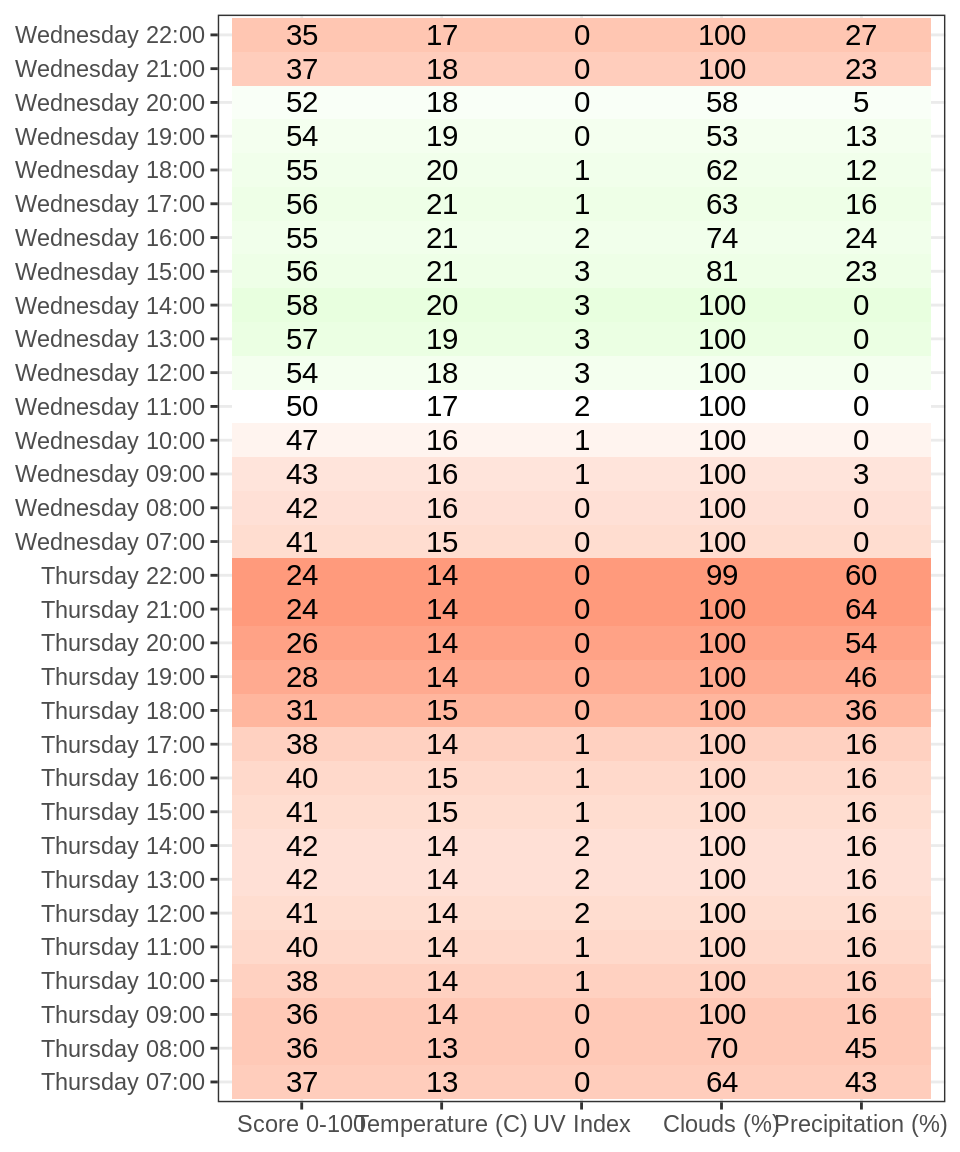 Wednesday 22:00 35 17 0 100 27
Wednesday 21:00 37 18 0 100 23
Wednesday 20:00 52 18 0 58 5
Wednesday 19:00 54 19 0 53 13
Wednesday 18:00 55 20 1 62 12
Wednesday 17:00 56 21 1 63 16
Wednesday 16:00 55 21 2 74 24
Wednesday 15:00 56 21 3 81 23
Wednesday 14:00 58 20 3 100 0
Wednesday 13:00 57 19 3 100 0
Wednesday 12:00 54 18 3 100 0
Wednesday 11:00 50 17 2 100 0
Wednesday 10:00 47 16 1 100 0
Wednesday 09:00 43 16 1 100 3
Wednesday 08:00 42 16 0 100 0
Wednesday 07:00 41 15 0 100 0
Thursday 22:00 24 14 0 99 60
Thursday 21:00 24 14 0 100 64
Thursday 20:00 26 14 0 100 54
Thursday 19:00 28 14 0 100 46
Thursday 18:00 31 15 0 100 36
Thursday 17:00 38 14 1 100 16
Thursday 16:00 40 15 1 100 16
Thursday 15:00 41 15 1 100 16
Thursday 14:00 42 14 2 100 16
Thursday 13:00 42 14 2 100 16
Thursday 12:00 41 14 2 100 16
Thursday 11:00 40 14 1 100 16
Thursday 10:00 38 14 1 100 16
Thursday 09:00 36 14 0 100 16
Thursday 08:00 36 13 0 70 45
Thursday 07:00 37 13 0 64 43
Score 0-100 Temperature (C) UV Index Clouds (%) Precipitation (%)